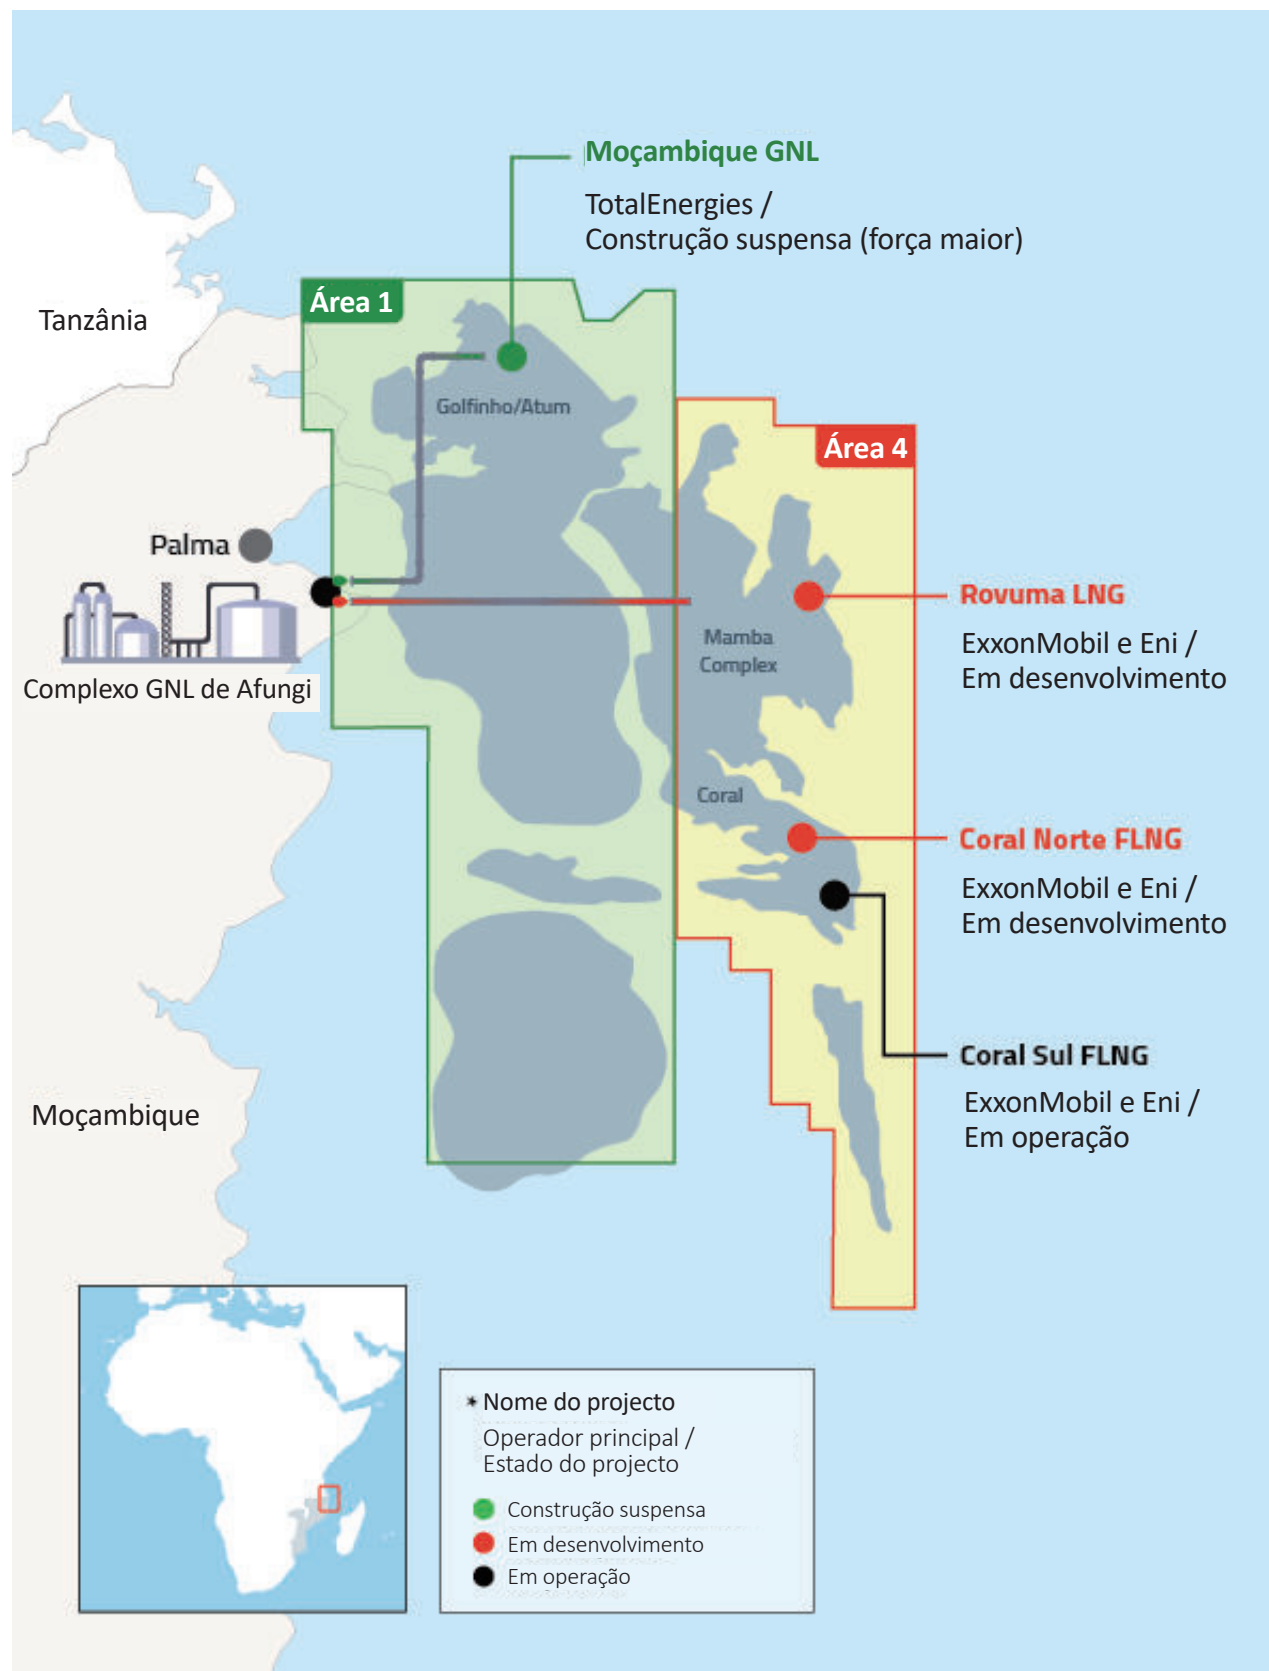 Moçambique GNL
TotalEnergies /
Construção suspensa (força maior)
Área 1
Tanzânia
Golfinho/Atum
Área 4
Palma
Rovuma LNG
ExxonMobil e Eni /
Em desenvolvimento
Mamba
Complex
Complexo GNL de Afungi
Coral
Coral Norte FLNG
ExxonMobil e Eni /
Em desenvolvimento
Coral Sul FLNG
ExxonMobil e Eni /
Em operação
Moçambique
* Nome do projecto
Operador principal /
Estado do projecto
Construção suspensa
Em desenvolvimento
Em operação